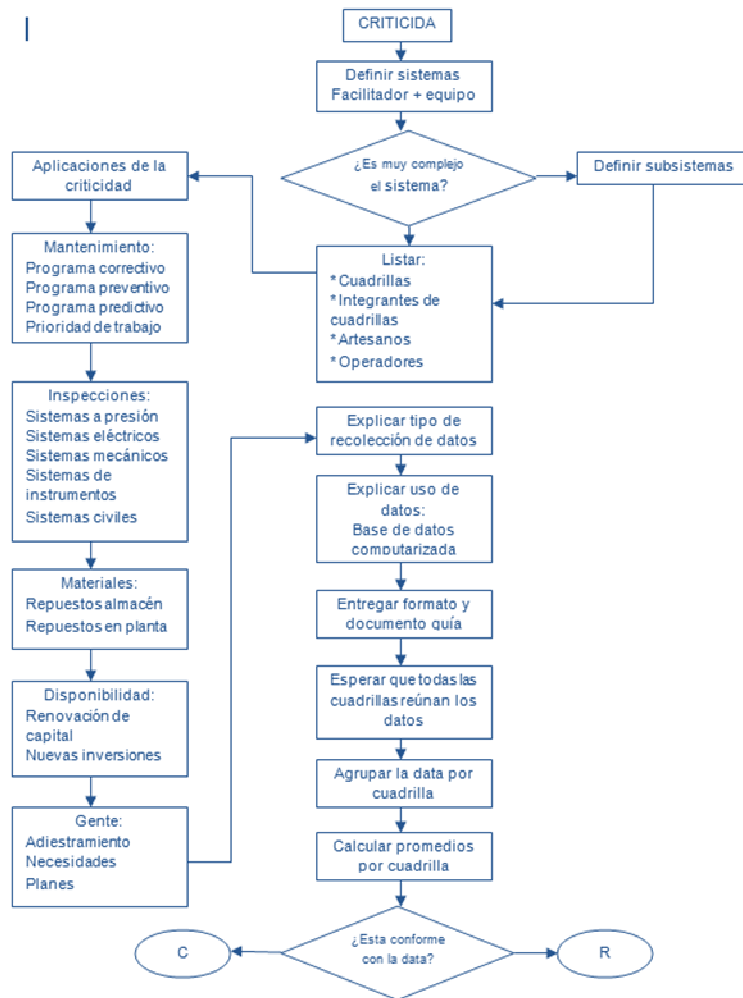 CRITICIDA
Definir sistemas
Facilitador + equipo
¿Es muy complejo
el sistema?
Definir subsistemas
Listar:
*Cuadrillas
*Integrantes de
cuadrillas
*Artesanos
*Operadores
Aplicaciones de la
criticidad
Mantenimiento:
Programa correctivo
Programa preventivo
Programa predictivo
Prioridad de trabajo
Inspecciones:
Sistemas a presión
Sistemas eléctricos
Sistemas mecánicos
Sistemas de
instrumentos
Sistemas civiles
Materiales:
Repuestos almacén
Repuestos en planta
Disponibilidad:
Renovación de
capital
Nuevas inversiones
Gente:
Adiestramiento
Necesidades
Planes
Explicar tipo de
recolección de datos
Explicar uso de
datos:
Base de datos
computarizada
Entregar formato y
documento guía
Esperar que todas las
cuadrillas reúnan los
datos
Agrupar la data por
cuadrilla
Calcular promedios
por cuadrilla
¿Esta conforme
con la data?
C
R